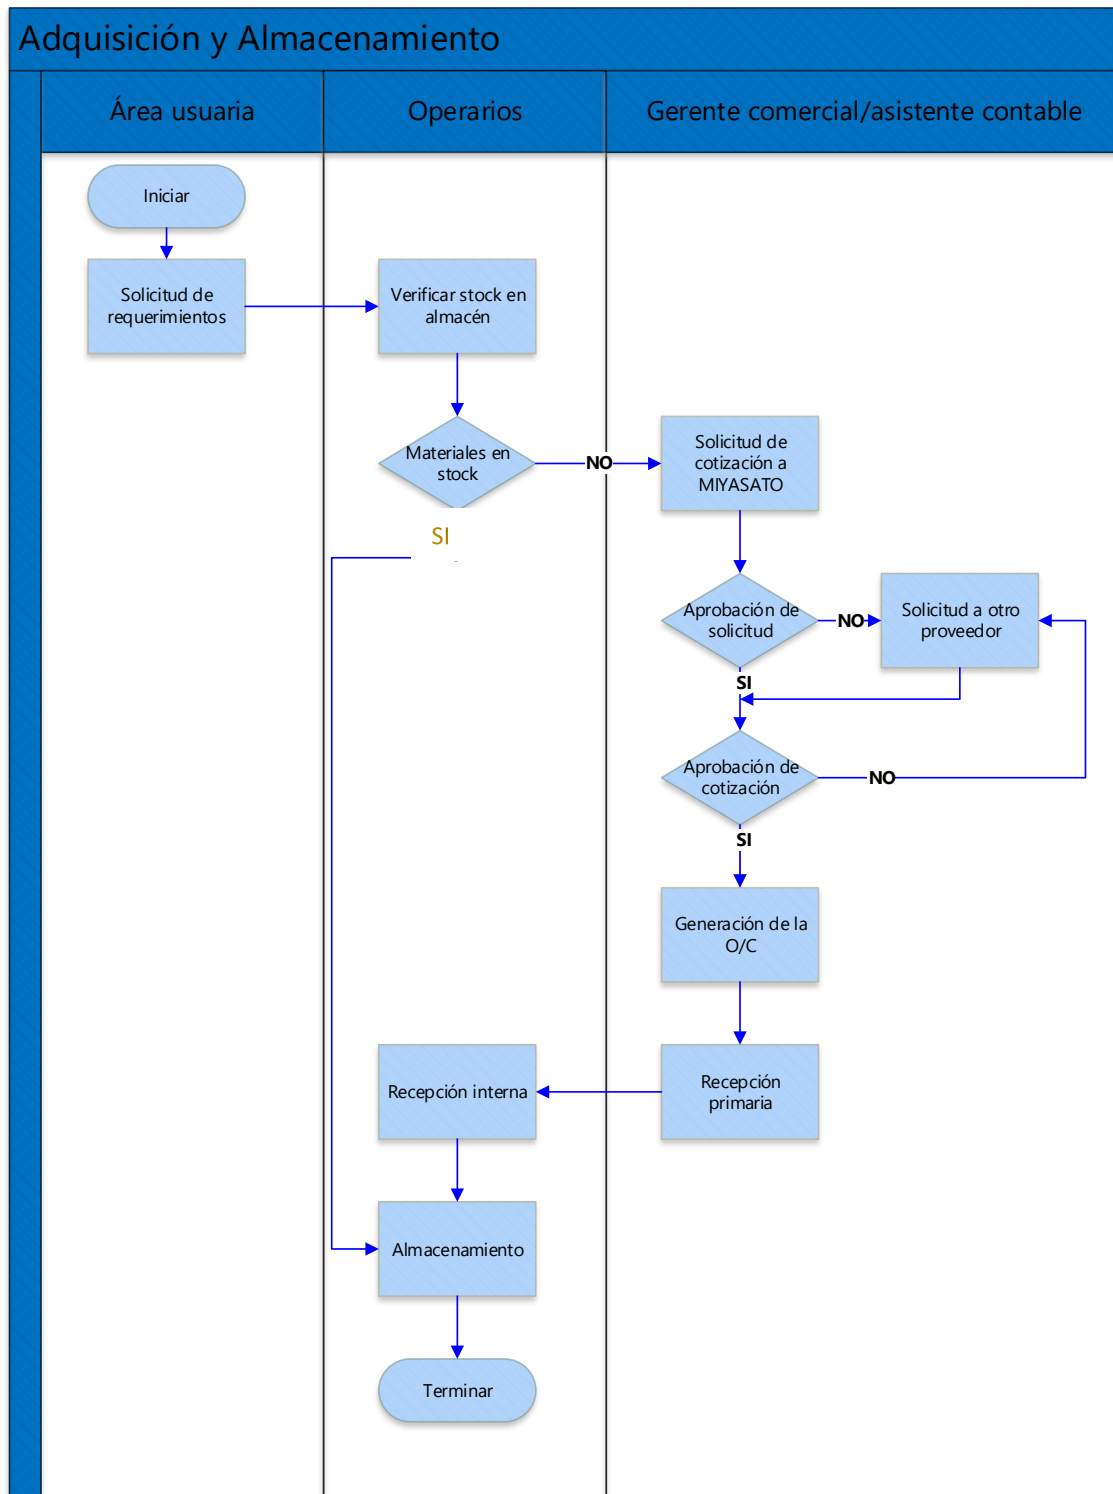 Adquisición y Almacenamiento
Área usuaria
Operarios
Gerente comercial/asistente contable
Iniciar
Solicitud de
requerimientos
Verificar stock en
almacén
Materiales en
stock
NO
Solicitud de
cotización a
MIYASATO
SI
Aprobación de
solicitud
NO
Solicitud a otro
proveedor
SI
Aprobación de
cotización
NO
SI
Generación de la
O/C
Recepción interna
Recepción
primaria
Almacenamiento
Terminar